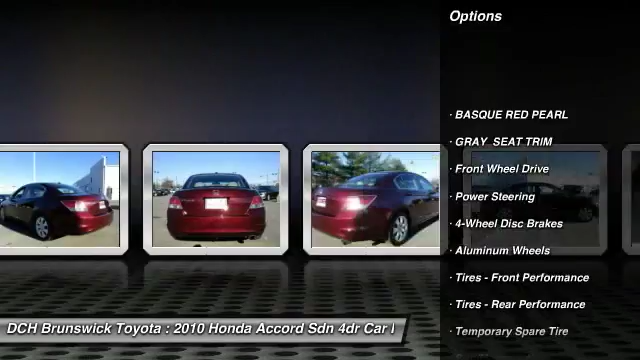 Options
· BASQUE RED PEARL
· GRAY SEAT TRIM
· Front Wheel Drive
· Power Steering
· 4-Wheel Disc Brakes
· Aluminum Wheels
· Tires - Front Performance
· Tires - Rear Performance
· Temporary Spare Tire
DCH Brunswick Toyota : 2010 Honda Accord Sdn 4dr Car